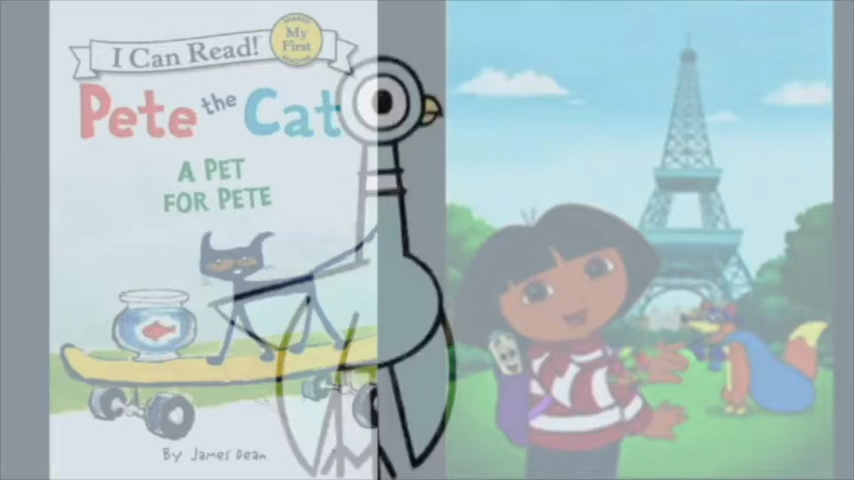 I Can Read!
My
First
Pete the Cat
A PET
FOR PETE
By James Dean